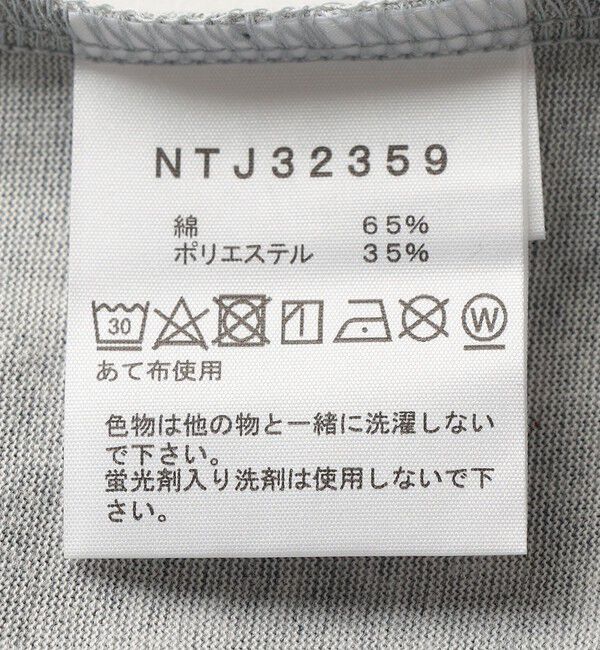 NTJ32359
綿 65%
ポリエステル 35%
30 W
あて布使用
色物は他の物と一緒に洗濯しない
で下さい。
蛍光剤入り洗剤は使用しないで下
さい。